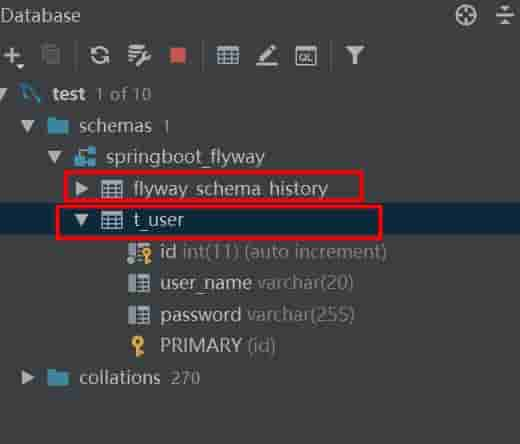 Database
QL
test 1 of 10
schemas 1
springboot_flyway
flyway_schema_history
t_user
id int(11) (auto increment)
user_name varchar(20)
password varchar(255)
PRIMARY (id)
collations 270